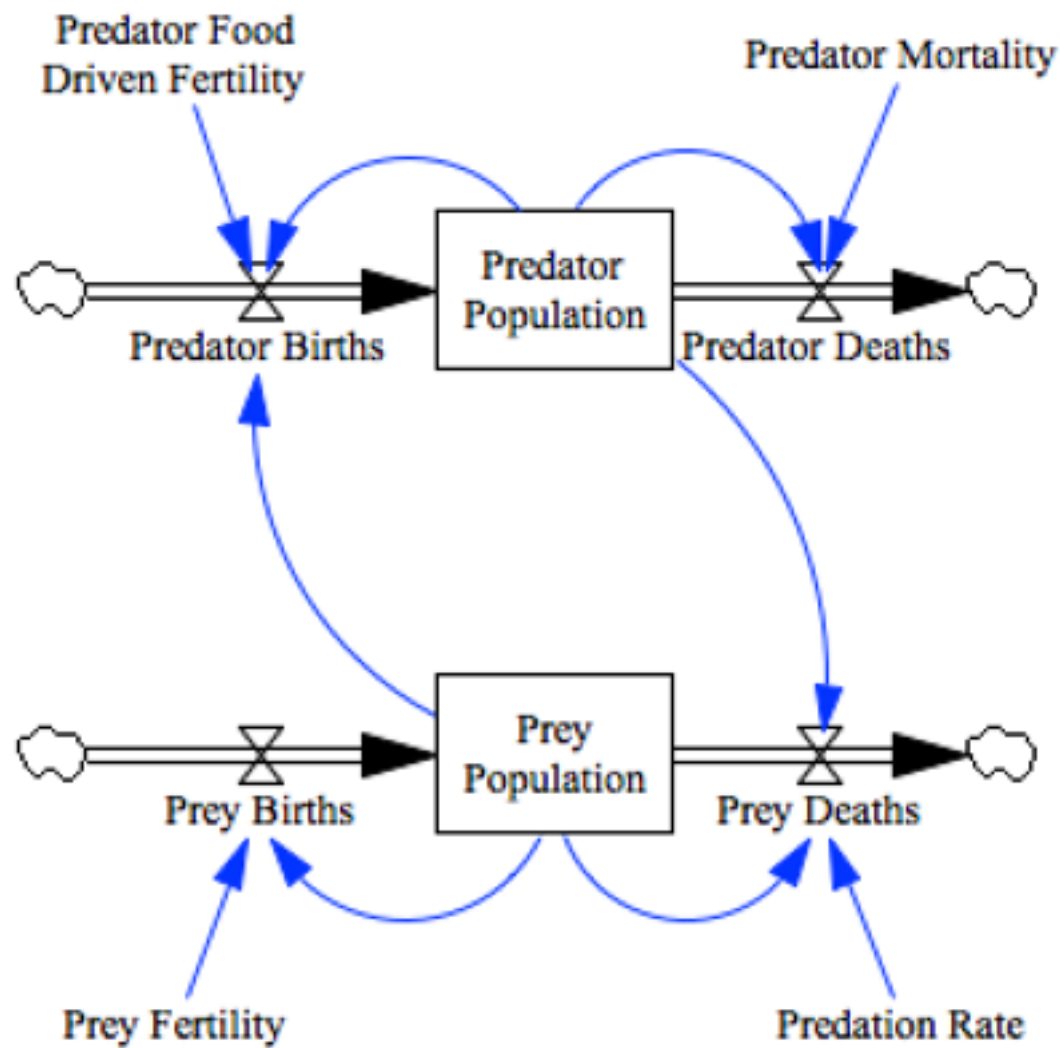 Predator Food
Driven Fertility
Predator Mortality
Predator
Population
Predator Births
Predator Deaths
Prey
Population
Prey Births
Prey Deaths
Prey Fertility
Predation Rate